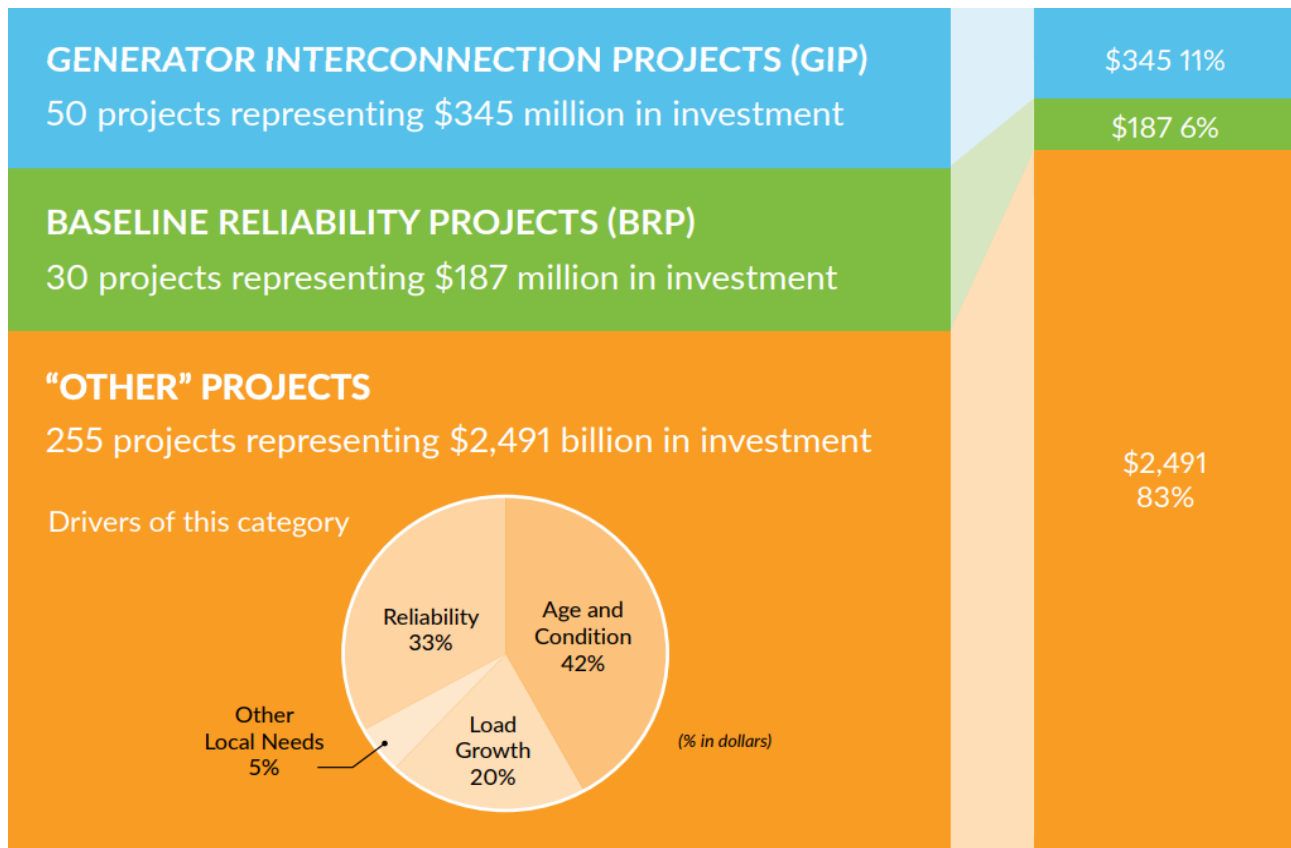 GENERATOR INTERCONNECTION PROJECTS (GIP)
50 projects representing $345 million in investment
$345 11%
BASELINE RELIABILITY PROJECTS (BRP)
30 projects representing $187 million in investment
$187 6%
“OTHER” PROJECTS
255 projects representing $2,491 billion in investment
$2,491
83%
Drivers of this category
Reliability
33%
Age and
Condition
42%
Other
Local Needs
5%
Load
Growth
20%
(% in dollars)